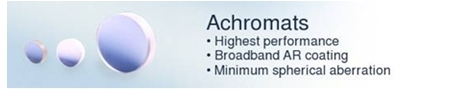 Achromats
• Highest performance
• Broadband AR coating
• Minimum spherical aberration